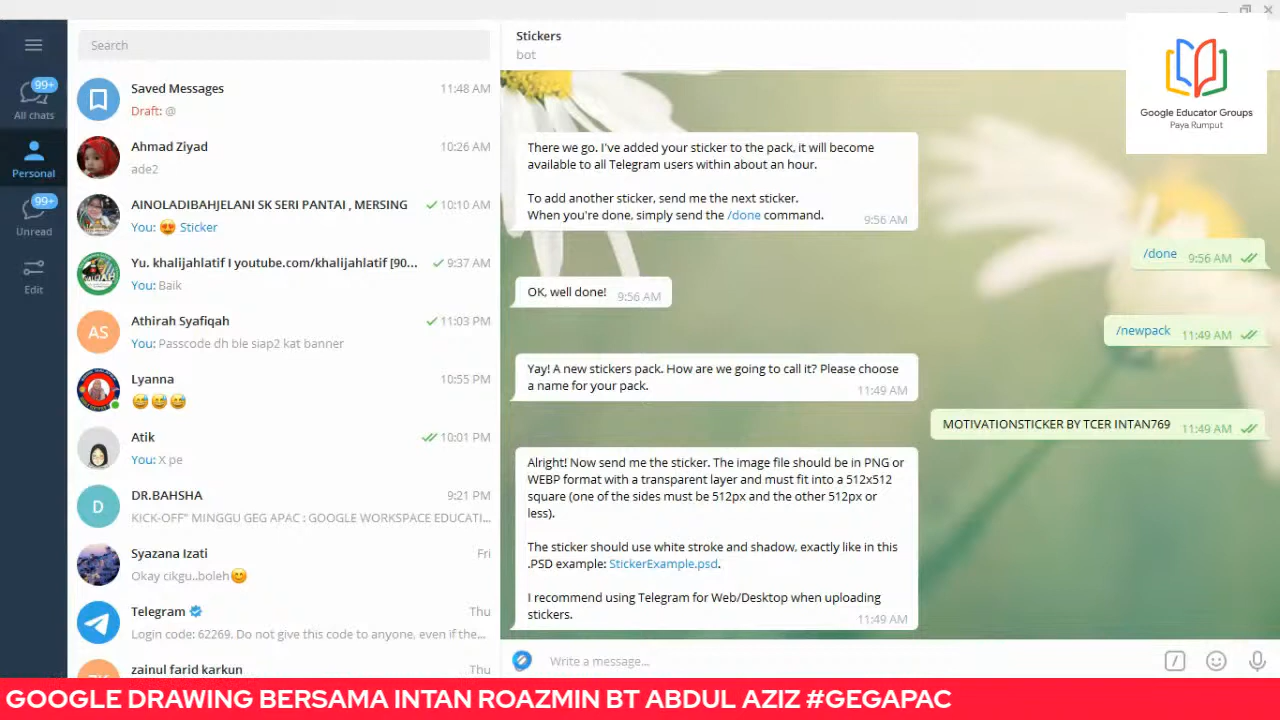 Search
All chats
99+
Personal
99+
Unread
Edit
Saved Messages 11:48 AM
Draft: @
Ahmad Ziyad 10:26 AM
ade2
AINOLADIBAHJELANI SK SERI PANTAI , MERSING 10:10 AM
You: 😍 Sticker
Yu. khalijahlatif I youtube.com/khalijahlatif [90... 9:37 AM
You: Baik
AS
Athirah Syafiqah 11:03 PM
You: Passcode dh ble siap2 kat banner
Lyanna 10:55 PM
😅😅😅
Atik 10:01 PM
You: X pe
D
DR.BAHSHA 9:21 PM
KICK-OFF" MINGGU GEG APAC : GOOGLE WORKSPACE EDUCATI...
Syazana Izati Fri
Okay cikgu..boleh😊
Telegram Thu
Login code: 62269. Do not give this code to anyone, even if the...
zainul farid karkun Thu
Stickers
bot
Google Educator Groups
Paya Rumput
There we go. I've added your sticker to the pack, it will become
available to all Telegram users within about an hour.
To add another sticker, send me the next sticker.
When you're done, simply send the /done command. 9:56 AM
/done 9:56 AM
OK, well done! 9:56 AM
/newpack 11:49 AM
Yay! A new stickers pack. How are we going to call it? Please choose
a name for your pack. 11:49 AM
MOTIVATIONSTICKER BY TCER INTAN769 11:49 AM
Alright! Now send me the sticker. The image file should be in PNG or
WEBP format with a transparent layer and must fit into a 512x512
square (one of the sides must be 512px and the other 512px or
less).
The sticker should use white stroke and shadow, exactly like in this
.PSD example: StickerExample.psd.
I recommend using Telegram for Web/Desktop when uploading
stickers. 11:49 AM
Write a message...
GOOGLE DRAWING BERSAMA INTAN ROAZMIN BT ABDUL AZIZ #GEGAPAC